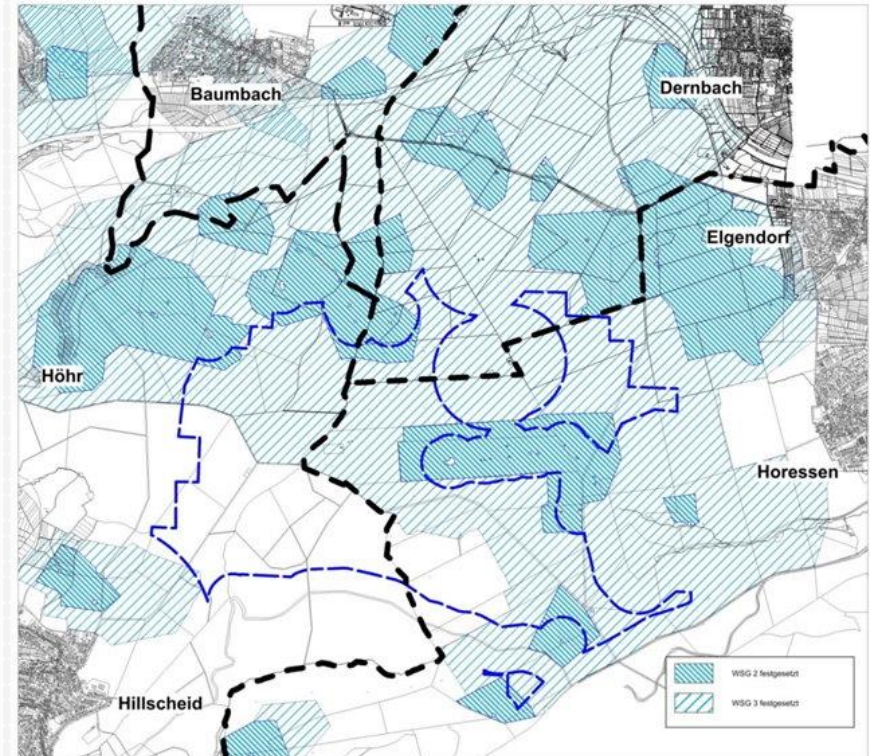 Baumbach
Dernbach
Elgendorf
Höhr
Horessen
Hillscheid
WSG 2 festgesetzt
WSG 3 festgesetzt